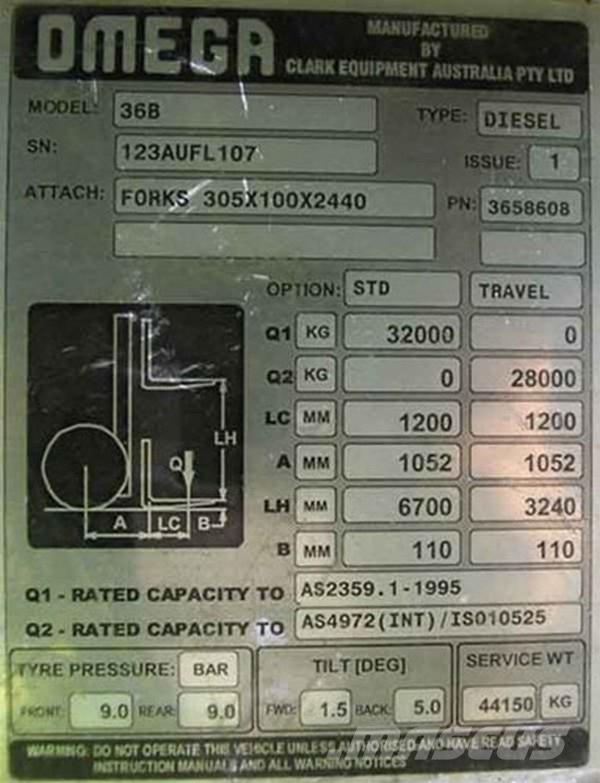 OMEGA
MANUFACTURED
BY
CLARK EQUIPMENT AUSTRALIA PTY LTD
MODEL: 36B TYPE: DIESEL
SN: 123AUFL107 ISSUE: 1
ATTACH: FORKS 305X100X2440 PN: 3658608
OPTION: STD TRAVEL
Q1 KG 32000 0
Q2 KG 0 28000
LC MM 1200 1200
A MM 1052 1052
LH MM 6700 3240
B MM 110 110
LH
Q
A LC B
Q1 - RATED CAPACITY TO AS2359.1-1995
Q2 - RATED CAPACITY TO AS4972(INT)/ISO10525
TYRE PRESSURE: BAR TILT [DEG] SERVICE WT
FRONT: 9.0 REAR: 9.0 FWD: 1.5 BACK: 5.0 44150 KG
WARNING: DO NOT OPERATE THIS VEHICLE UNLESS AUTHORISED AND HAVE READ SAFETY
INSTRUCTION MANUALS AND ALL WARNING NOTICES
Mascus